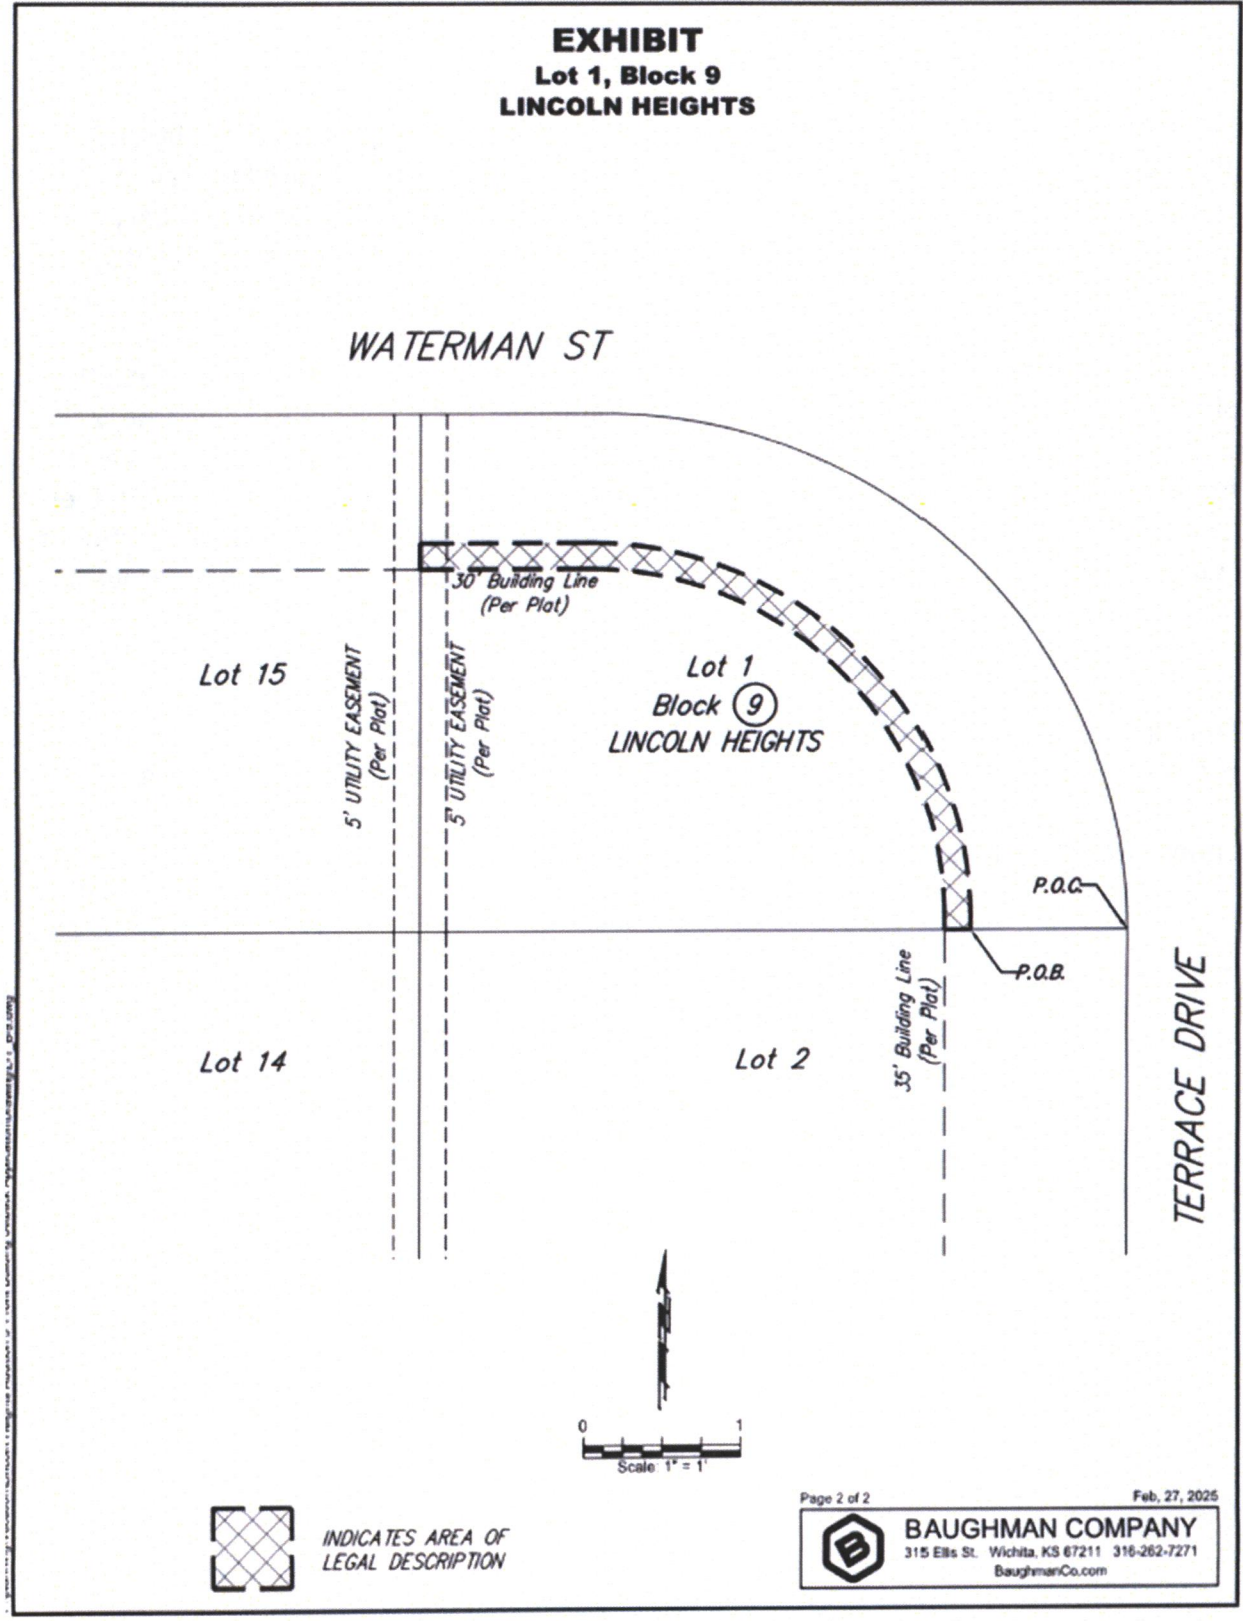 EXHIBIT
Lot 1, Block 9
LINCOLN HEIGHTS
WATERMAN ST
30' Building Line
(Per Plat)
Lot 15
5' UTILITY EASEMENT
(Per Plat)
5' UTILITY EASEMENT
(Per Plat)
Lot 1
Block 9
LINCOLN HEIGHTS
P.O.C.
P.O.B.
35' Building Line
(Per Plat)
Lot 14
Lot 2
TERRACE DRIVE
0 1
Scale: 1" = 1'
INDICATES AREA OF
LEGAL DESCRIPTION
Page 2 of 2
Feb, 27, 2025
B
BAUGHMAN COMPANY
315 Ellis St. Wichita, KS 67211 316-262-7271
BaughmanCo.com